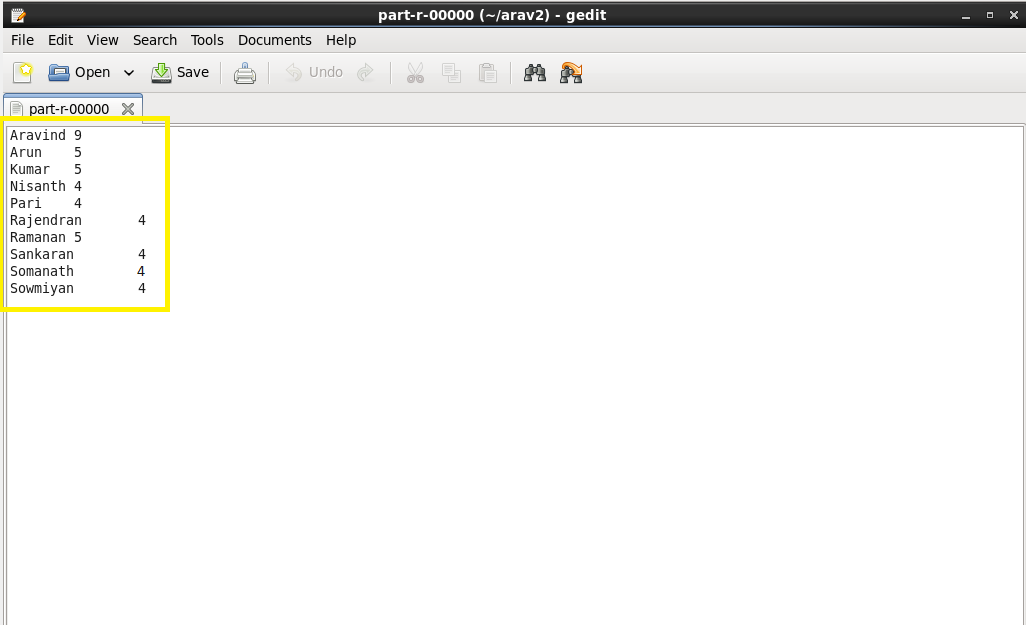 part-r-00000 (~/arav2) - gedit
File Edit View Search Tools Documents Help
Open Save Undo
part-r-00000
Aravind 9
Arun 5
Kumar 5
Nisanth 4
Pari 4
Rajendran 4
Ramanan 5
Sankaran 4
Somanath 4
Sowmiyan 4